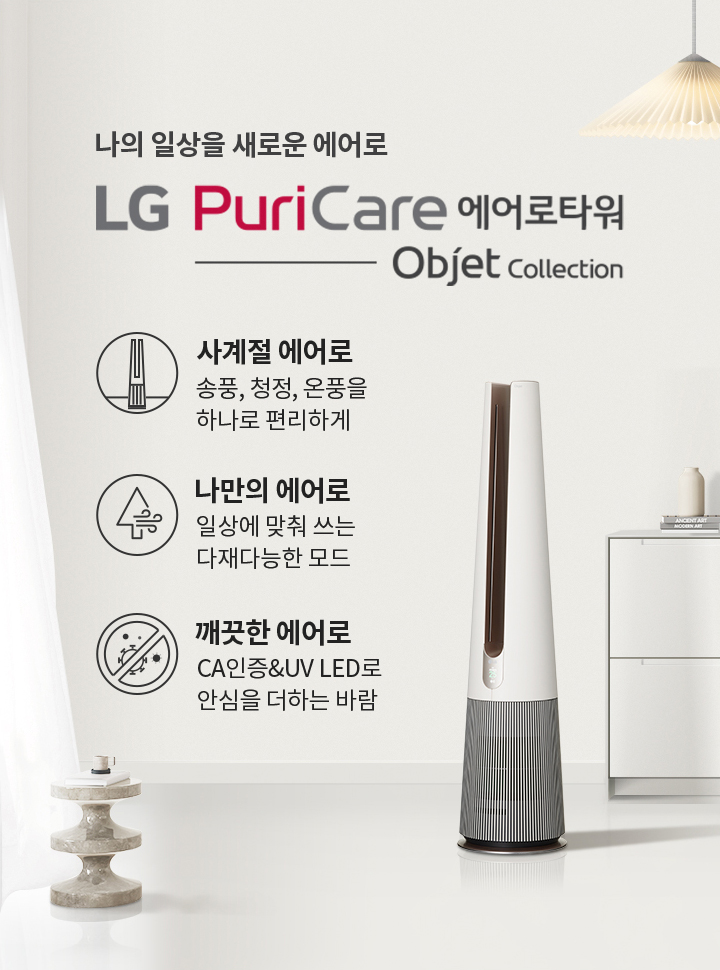 나의 일상을 새로운 에어로
LG PuriCare 에어로타워
Objet Collection
사계절 에어로
송풍, 청정, 온풍을
하나로 편리하게
나만의 에어로
일상에 맞춰 쓰는
다재다능한 모드
깨끗한 에어로
CA인증&UV LED로
안심을 더하는 바람
ANCIENT ART
MODERN ART